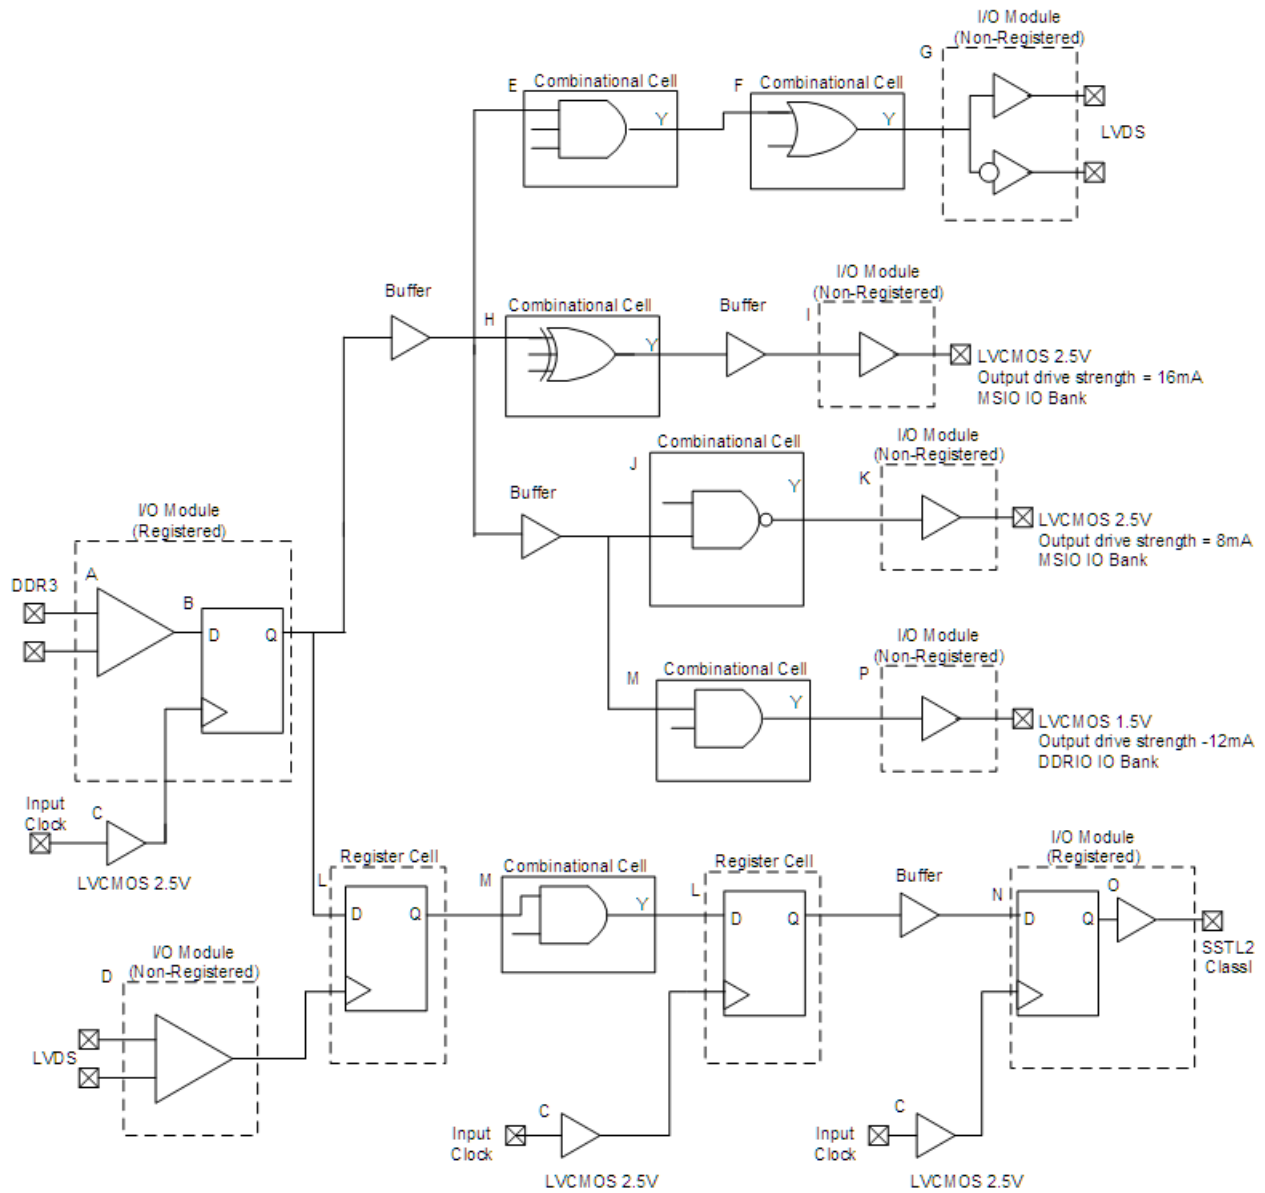 I/O Module
(Non-Registered)
G
E
Combinational Cell
Y
F
Combinational Cell
Y
LVDS
Buffer
H
Combinational Cell
Y
Buffer
I/O Module
(Non-Registered)
I
LVCMOS 2.5V
Output drive strength = 16mA
MSIO IO Bank
Buffer
J
Combinational Cell
Y
I/O Module
(Non-Registered)
K
LVCMOS 2.5V
Output drive strength = 8mA
MSIO IO Bank
I/O Module
(Registered)
DDR3
A
B
D
Q
M
Combinational Cell
Y
I/O Module
(Non-Registered)
P
LVCMOS 1.5V
Output drive strength -12mA
DDRIO IO Bank
Input
Clock
C
LVCMOS 2.5V
Register Cell
L
D
Q
M
Combinational Cell
Y
Register Cell
L
D
Q
Buffer
I/O Module
(Registered)
N
D
Q
O
SSTL2
ClassI
I/O Module
(Non-Registered)
D
LVDS
Input
Clock
C
LVCMOS 2.5V
Input
Clock
C
LVCMOS 2.5V